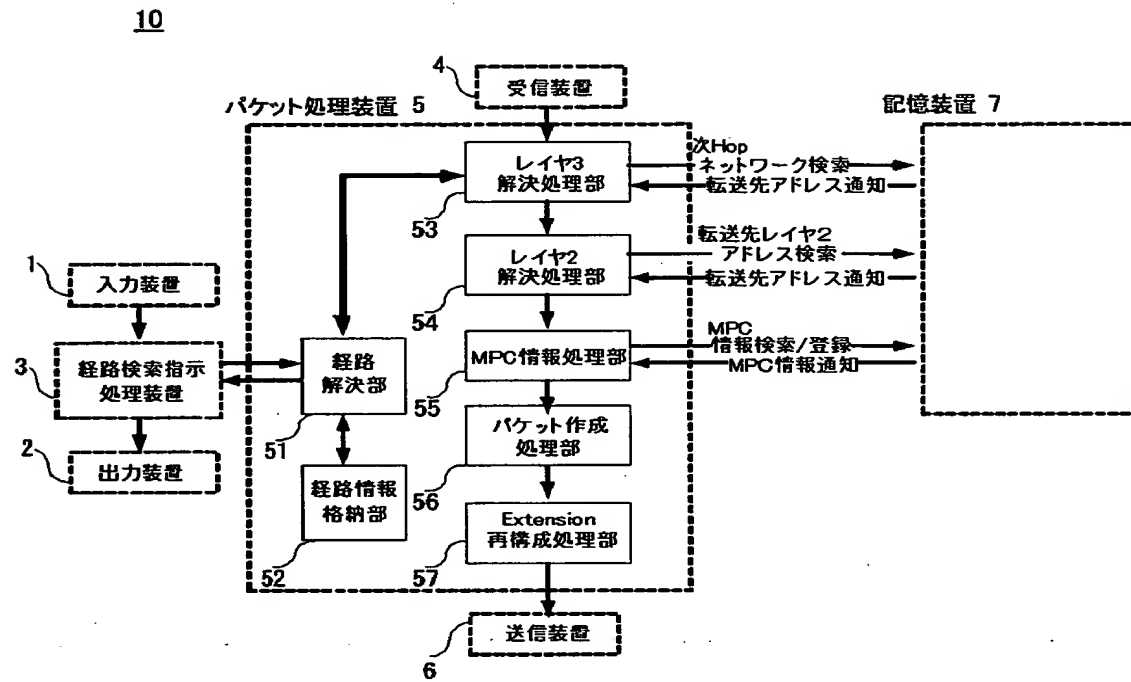 10
4
受信装置
パケット処理装置 5
記憶装置 7
レイヤ3
解決処理部
53
次Hop
ネットワーク検索
転送先アドレス通知
レイヤ2
解決処理部
54
転送先レイヤ2
アドレス検索
転送先アドレス通知
1
入力装置
3
経路検索指示
処理装置
2
出力装置
経路
解決部
51
経路情報
格納部
52
MPC情報処理部
55
MPC
情報検索/登録
MPC情報通知
パケット作成
処理部
56
Extension
再構成処理部
57
送信装置
6